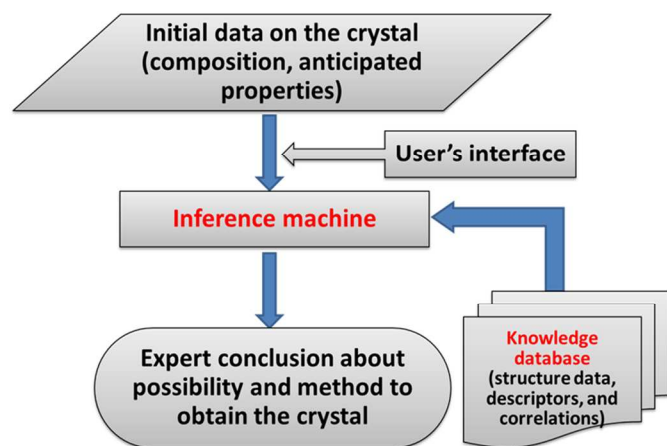 Initial data on the crystal
(composition, anticipated
properties)
User's interface
Inference machine
Expert conclusion about
possibility and method to
obtain the crystal
Knowledge
database
(structure data,
descriptors, and
correlations)